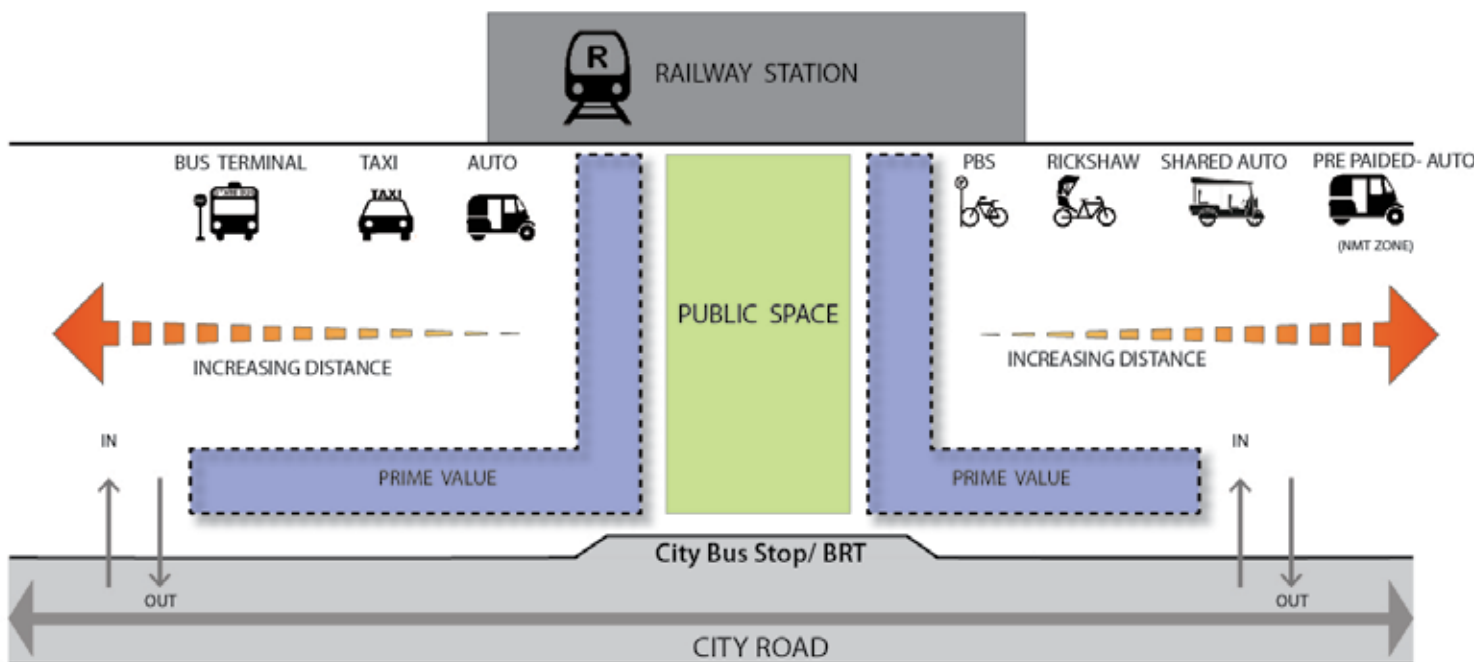 R
RAILWAY STATION
BUS TERMINAL
TAXI
AUTO
PBS
RICKSHAW
SHARED AUTO
PRE PAIDED- AUTO
TAXI
(NMT ZONE)
PUBLIC SPACE
INCREASING DISTANCE
INCREASING DISTANCE
IN
IN
PRIME VALUE
PRIME VALUE
City Bus Stop/ BRT
OUT
OUT
CITY ROAD